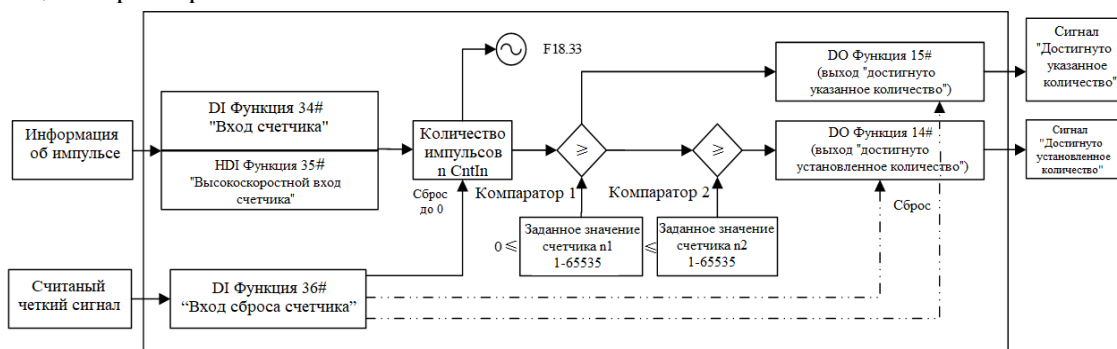 F18.33
DI Функция 34#
"Вход счетчика"
HDI Функция 35#
"Высокоскоростной вход
счетчика"
Информация
об импульсе
Количество
импульсов
n CntIn
Сброс
до 0
≥
Компаратор 1
≥
Компаратор 2
DO Функция 15#
(выход "достигнуто
указанное количество")
Сигнал
"Достигнуто
указанное
количество"
DO Функция 14#
(выход "достигнуто
установленное количество")
Сигнал
"Достигнуто
установленное
количество"
Сброс
0 ≤
Заданное значение
счетчика n1
1-65535
≤
Заданное значение
счетчика n2
1-65535
Считаный
четкий сигнал
DI Функция 36#
“Вход сброса счетчика”